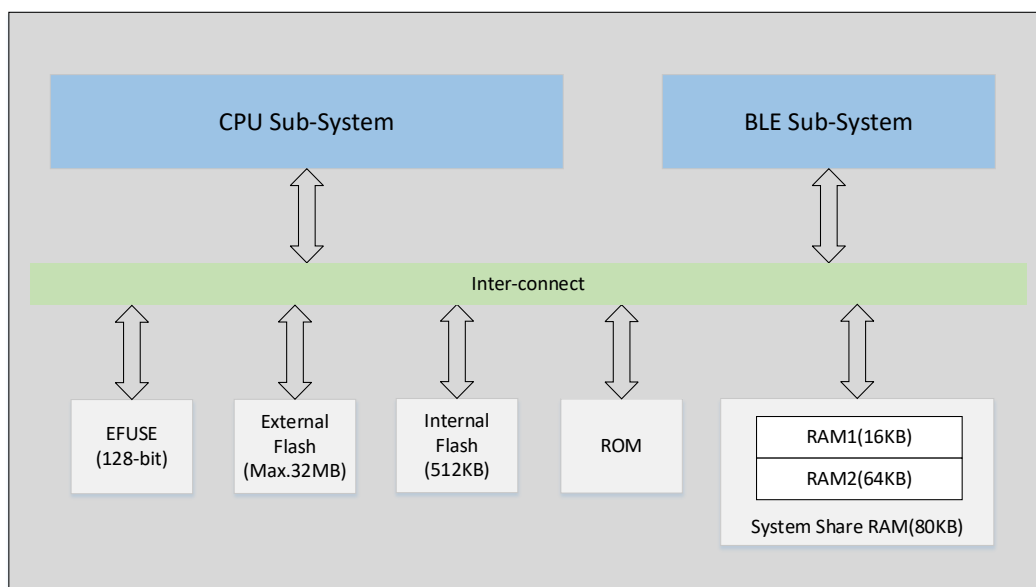 CPU Sub-System
BLE Sub-System
Inter-connect
EFUSE
(128-bit)
External
Flash
(Max.32MB)
Internal
Flash
(512KB)
ROM
RAM1(16KB)
RAM2(64KB)
System Share RAM(80KB)